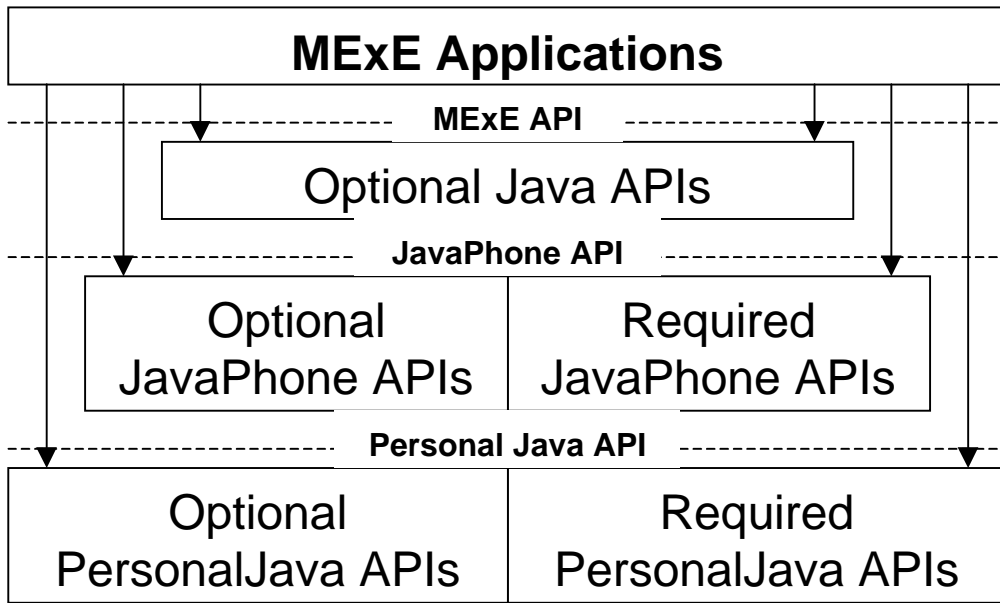 MExE Applications
MExE API
Optional Java APIs
JavaPhone API
Optional
JavaPhone APIs
Required
JavaPhone APIs
Personal Java API
Optional
PersonalJava APIs
Required
PersonalJava APIs